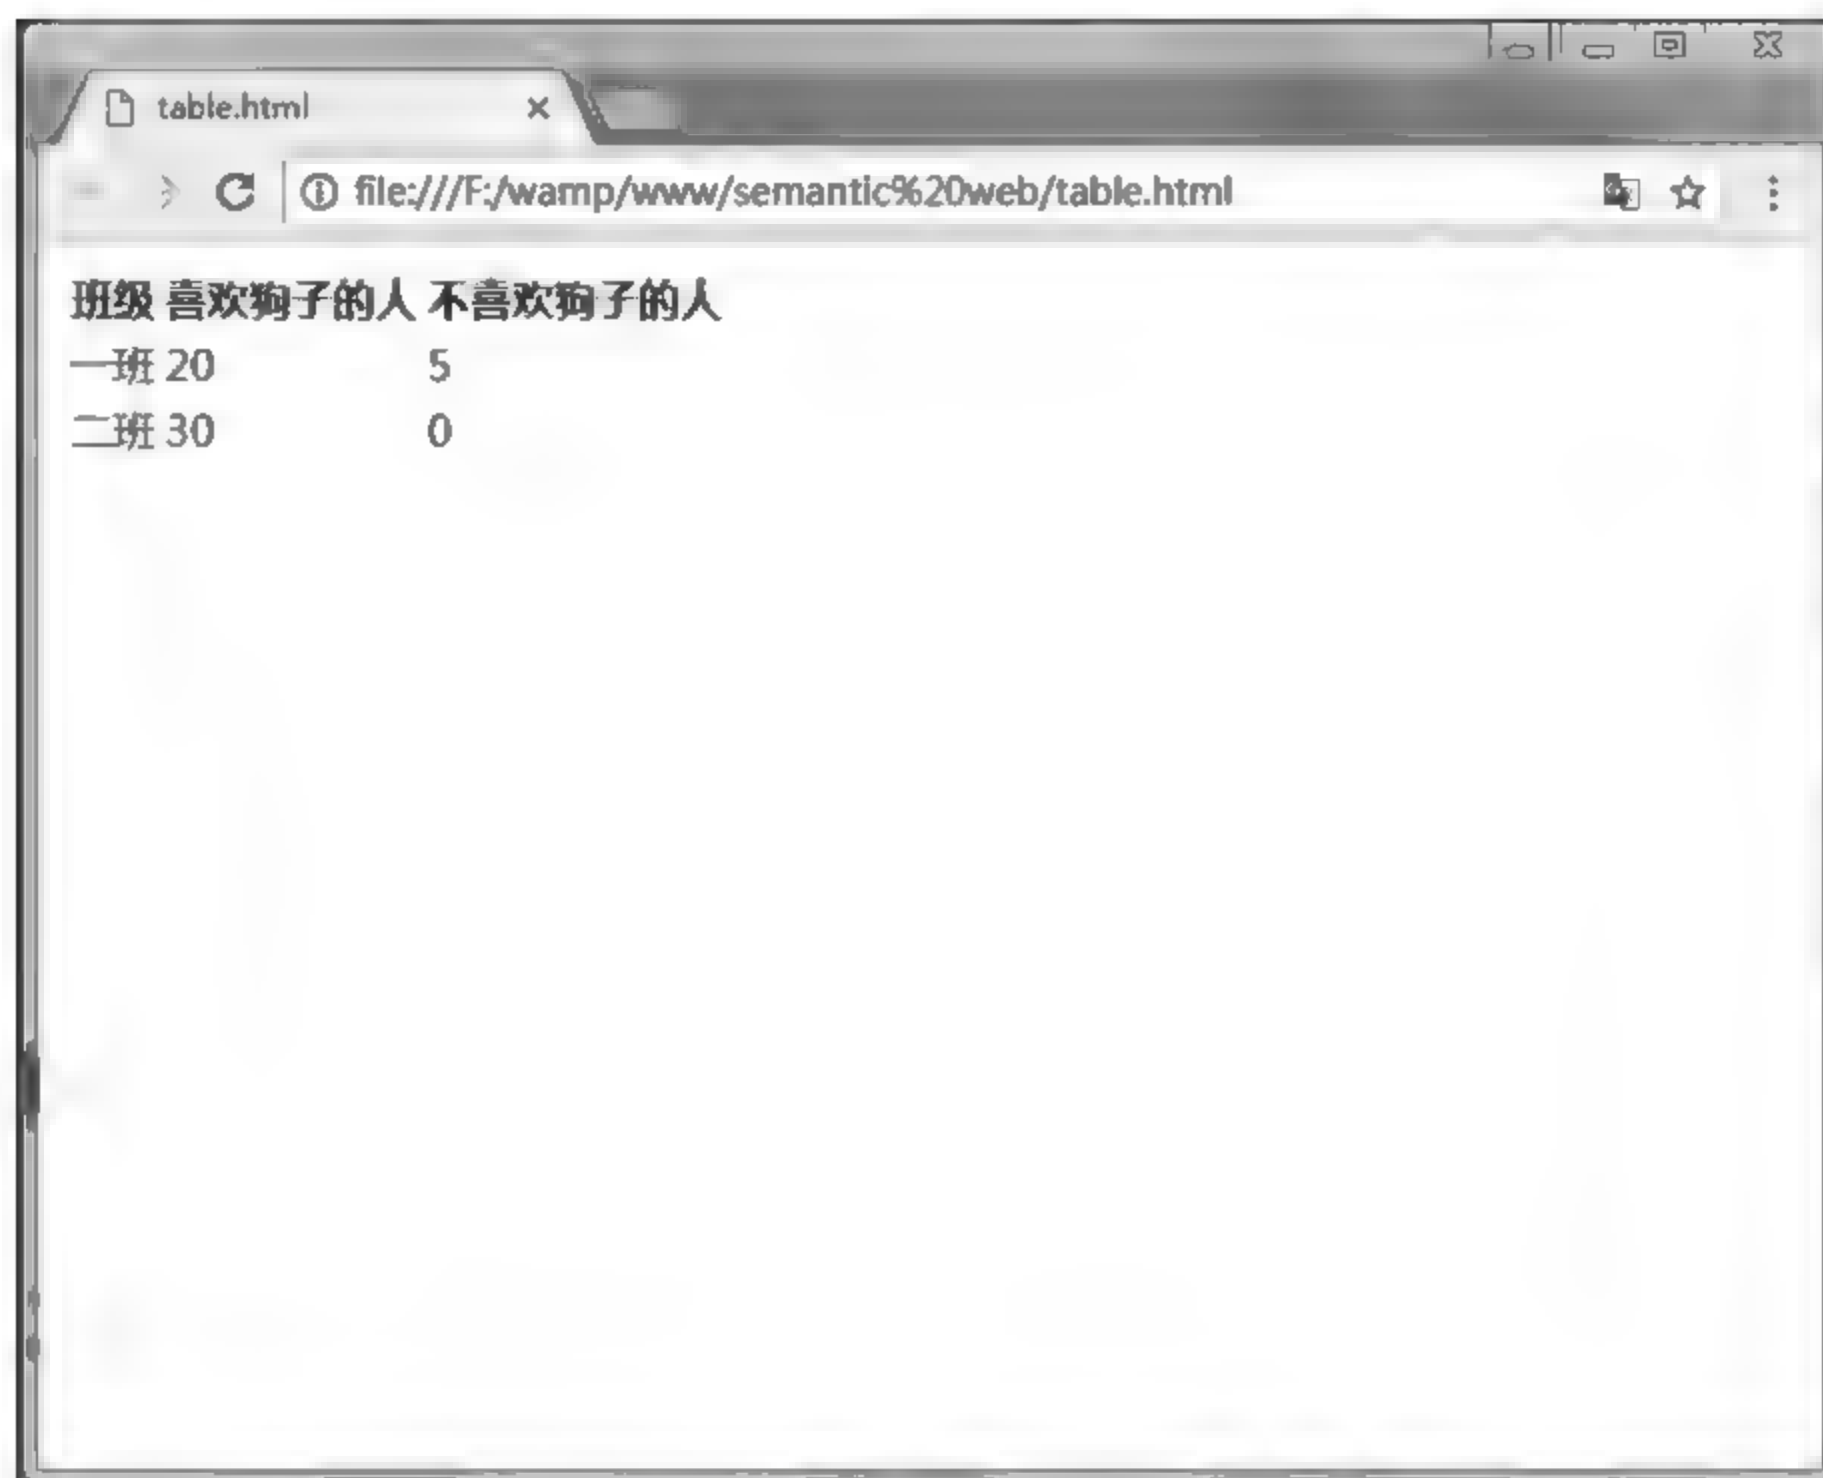 table.html
file:///F:/wamp/www/semantic%20web/table.html
班级 喜欢狗子的人 不喜欢狗子的人
一班 20 5
二班 30 0